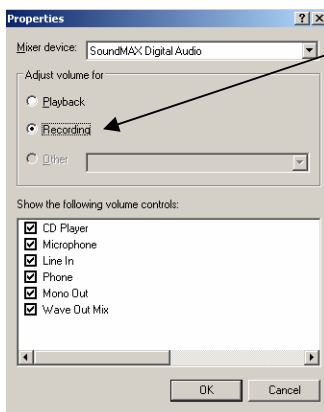 Properties
Mixer device: SoundMAX Digital Audio
Adjust volume for
Playback
Recording
Other
Show the following volume controls:
CD Player
Microphone
Line In
Phone
Mono Out
Wave Out Mix
OK Cancel